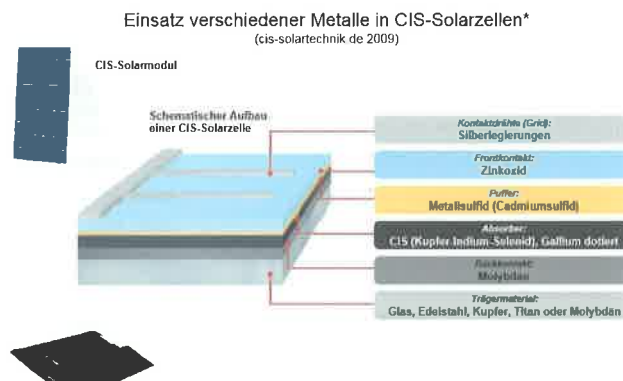 Einsatz verschiedener Metalle in CIS-Solarzellen*
(cis-solartechnik.de 2009)
CIS-Solarmodul
Schematischer Aufbau
einer CIS-Solarzelle
Kontaktdrähte (Grid):
Silberlegierungen
Frontkontakt:
Zinkoxid
Puffer:
Metallsulfid (Cadmiumsulfid)
Absorber:
CIS (Kupfer-Indium-Selenid), Gallium dotiert
Rückkontakt:
Molybdän
Trägermaterial:
Glas, Edelstahl, Kupfer, Titan oder Molybdän